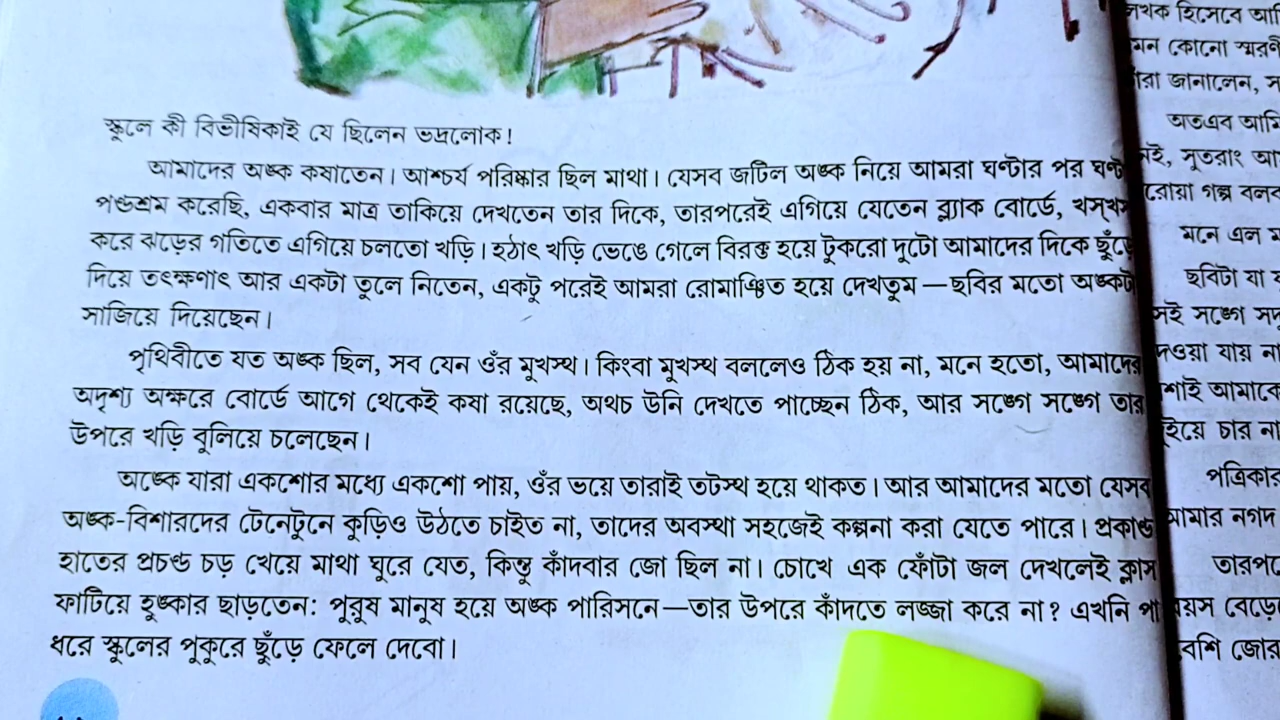 স্কুলে কী বিভীষিকাই যে ছিলেন ভদ্রলোক!
আমাদের অঙ্ক কষাতেন। আশ্চর্য পরিষ্কার ছিল মাথা। যেসব জটিল অঙ্ক নিয়ে আমরা ঘণ্টার পর
পণ্ডশ্রম করেছি, একবার মাত্র তাকিয়ে দেখতেন তার দিকে, তারপরেই এগিয়ে যেতেন ব্ল্যাক বোর্ডে,
করে ঝড়ের গতিতে এগিয়ে চলতো খড়ি। হঠাৎ খড়ি ভেঙে গেলে বিরক্ত হয়ে টুকরো দুটো আমাদের দিকে ছুঁড়ে
দিয়ে তৎক্ষণাৎ আর একটা তুলে নিতেন, একটু পরেই আমরা রোমাঞ্চিত হয়ে দেখতুম—ছবির মতো অঙ্কটা
সাজিয়ে দিয়েছেন।
পৃথিবীতে যত অঙ্ক ছিল, সব যেন ওঁর মুখস্থ। কিংবা মুখস্থ বললেও ঠিক হয় না, মনে হতো, আমাদের
অদৃশ্য অক্ষরে বোর্ডে আগে থেকেই কষা রয়েছে, অথচ উনি দেখতে পাচ্ছেন ঠিক, আর সঙ্গে সঙ্গে তার
উপরে খড়ি বুলিয়ে চলেছেন।
অঙ্কে যারা একশোর মধ্যে একশো পায়, ওঁর ভয়ে তারাই তটস্থ হয়ে থাকত। আর আমাদের মতো যেসব
অঙ্ক-বিশারদের টেনেটুনে কুড়িও উঠতে চাইত না, তাদের অবস্থা সহজেই কল্পনা করা যেতে পারে। প্রকাণ্ড
হাতের প্রচণ্ড চড় খেয়ে মাথা ঘুরে যেত, কিন্তু কাঁদবার জো ছিল না। চোখে এক ফোঁটা জল দেখলেই ক্লাস
ফাটিয়ে হুঙ্কার ছাড়তেন: পুরুষ মানুষ হয়ে অঙ্ক পারিসনে—তার উপরে কাঁদতে লজ্জা করে না? এখনি পা
ধরে স্কুলের পুকুরে ছুঁড়ে ফেলে দেবো।
হিসেবে
কোনো
জানালেন,
অতএব
সুতরাং
গল্প
মনে এল
ছবিটা যা
সঙ্গে
যায় না
আমাকে
চার না
আমার নগদ
বেশি জোর